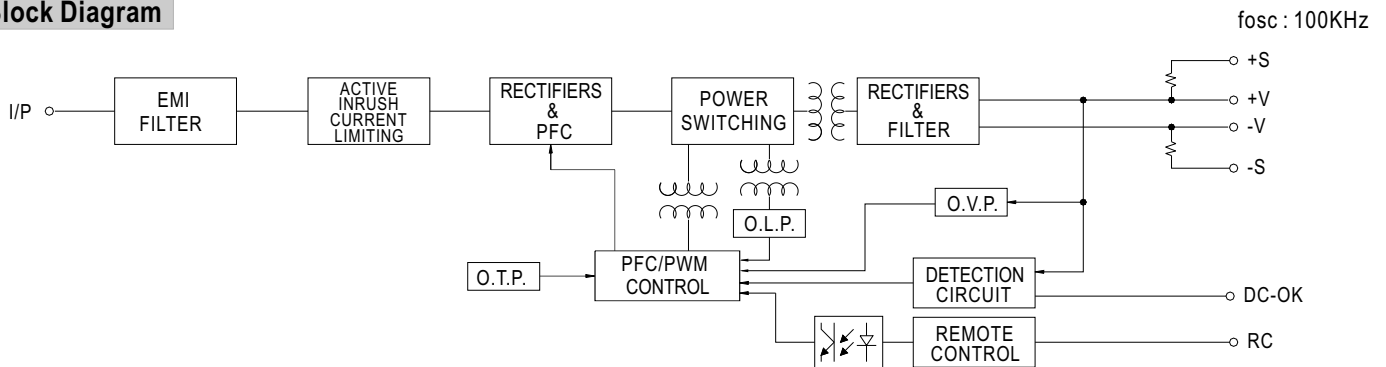 Block Diagram
fosc : 100KHz
I/P
EMI
FILTER
ACTIVE
INRUSH
CURRENT
LIMITING
RECTIFIERS
&
PFC
POWER
SWITCHING
RECTIFIERS
&
FILTER
+S
+V
-V
-S
O.L.P.
O.V.P.
O.T.P.
PFC/PWM
CONTROL
DETECTION
CIRCUIT
DC-OK
REMOTE
CONTROL
RC